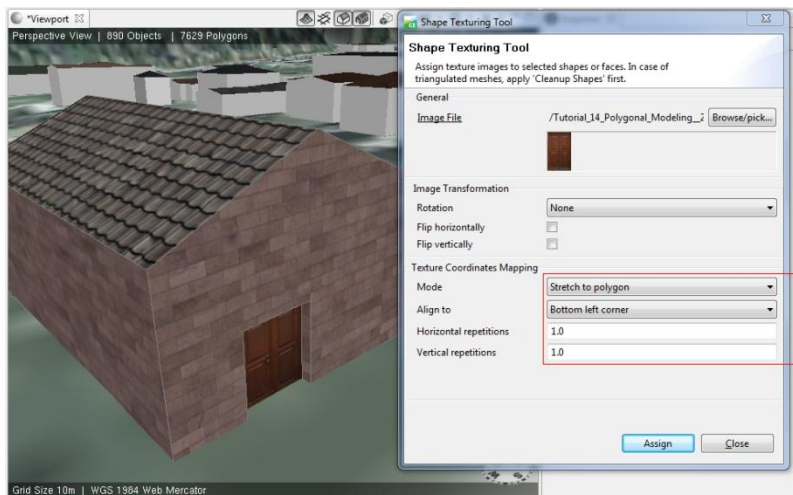 *Viewport
Perspective View | 890 Objects | 7629 Polygons
Shape Texturing Tool
Shape Texturing Tool
Assign texture images to selected shapes or faces. In case of
triangulated meshes, apply 'Cleanup Shapes' first.
General
Image File /Tutorial_14_Polygonal_Modeling__2 Browse/pick...
Image Transformation
Rotation None
Flip horizontally
Flip vertically
Texture Coordinates Mapping
Mode Stretch to polygon
Align to Bottom left corner
Horizontal repetitions 1.0
Vertical repetitions 1.0
Assign Close
Grid Size 10m | WGS 1984 Web Mercator